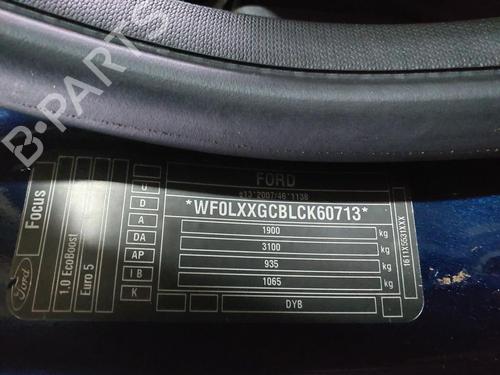 B-PARTS
FORD
e13*2007/46*1138
*WF0LXXGCBLCK60713*
1900 kg
3100 kg
935 kg
1065 kg
DYB
U
D
A
DA
AP
I B
K
Focus
1.0 EcoBoost
Euro 5
Ford
1611X5531XXX